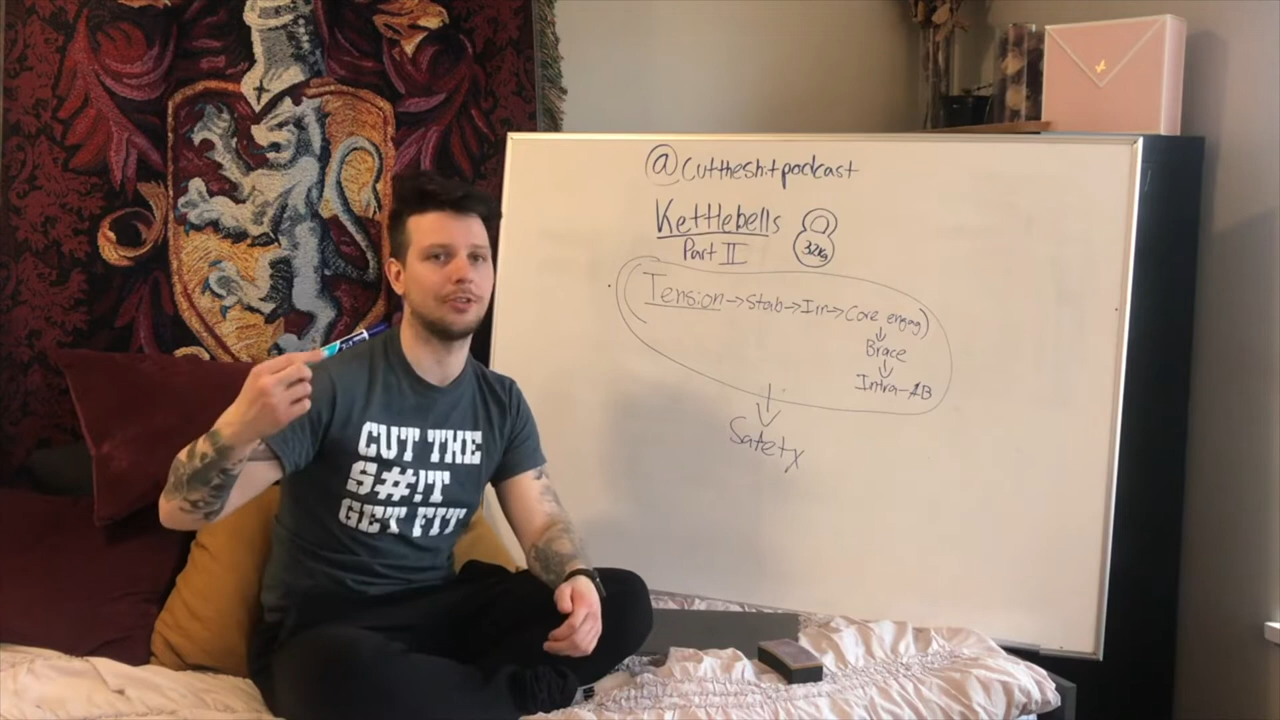 @cuttheshitpodcast
Kettlebells
Part II
32kg
Tension → Stab → Irr → Core engag)
↓
Brace
↓
Intra-AB
↓
Safety
CUT THE
S#!T
GET FIT